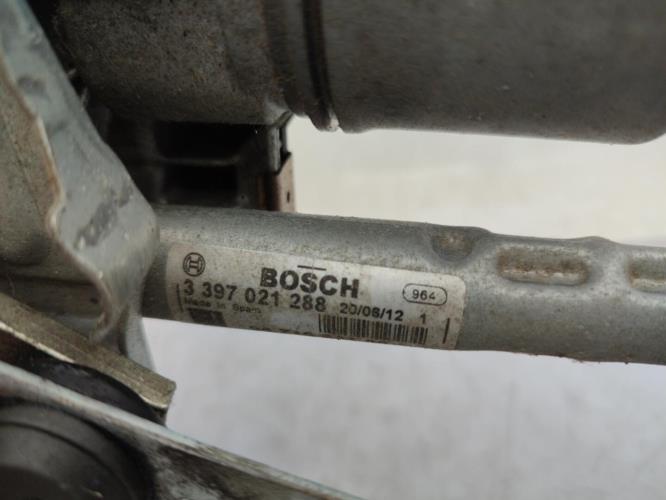 BOSCH
964
3 397 021 288 20/06/12 1
Made in Spain